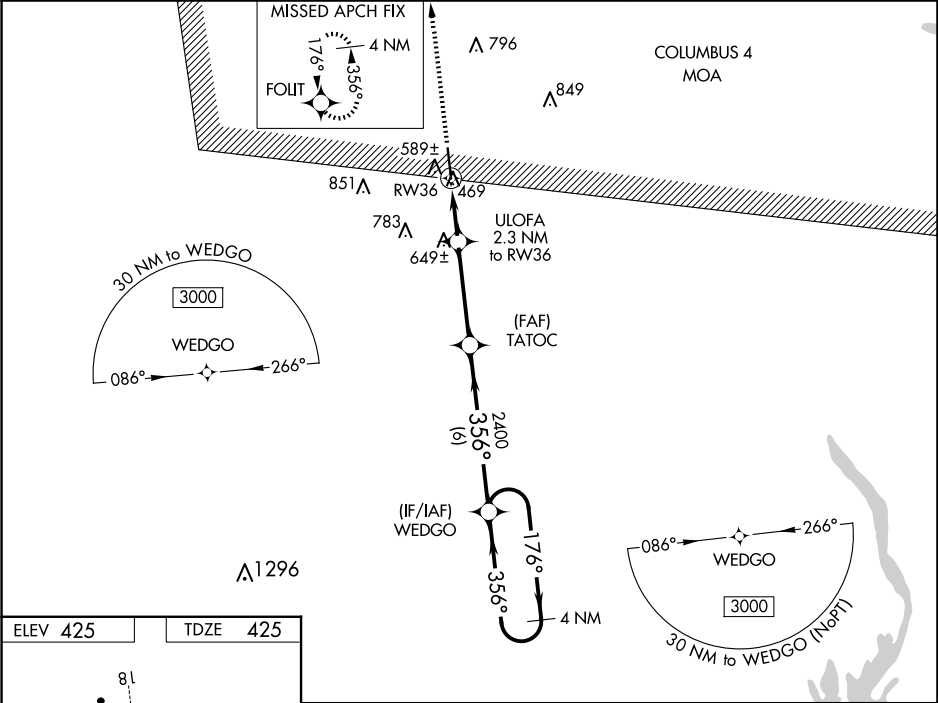 MISSED APCH FIX
4 NM
176°
356°
FOLIT
796
849
COLUMBUS 4
MOA
589±
851
RW36
469
783
649±
ULOFA
2.3 NM
to RW36
30 NM to WEDGO
3000
WEDGO
086°
266°
(FAF)
TATOC
356°
(6)
2400
(IF/IAF)
WEDGO
176°
356°
4 NM
1296
086°
266°
WEDGO
3000
30 NM to WEDGO (NoPT)
ELEV 425
TDZE 425
18